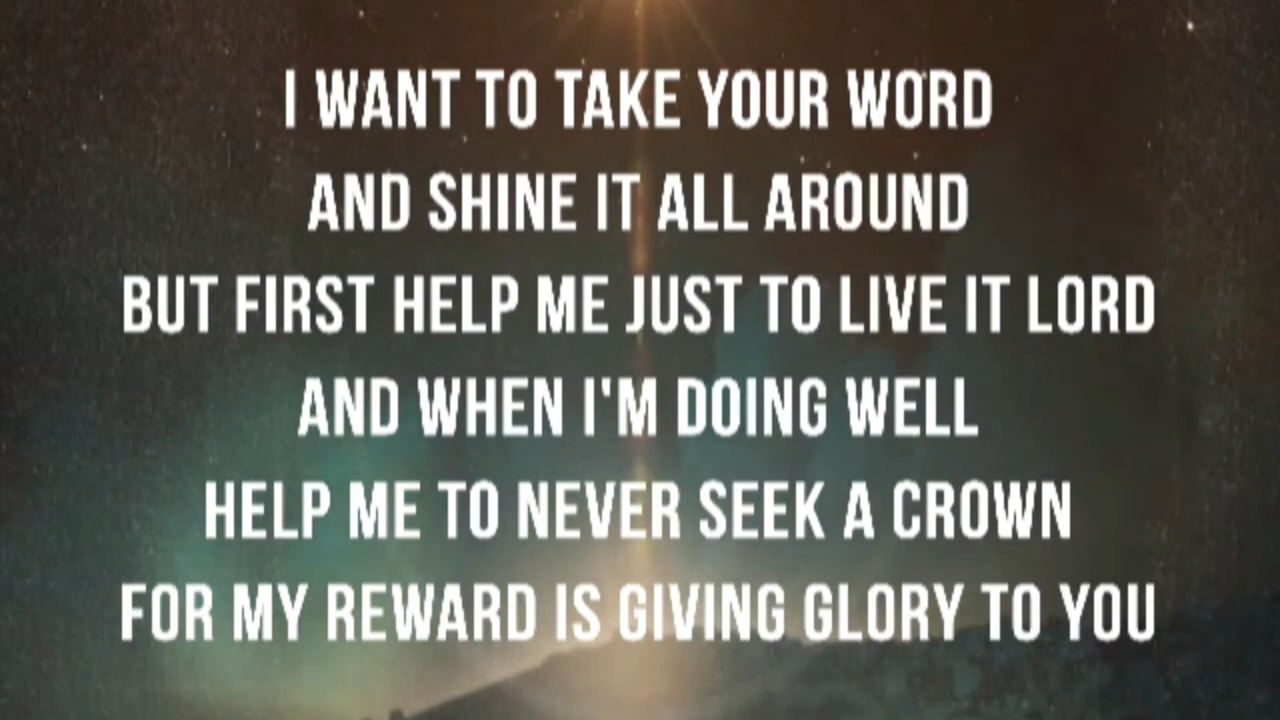 I WANT TO TAKE YOUR WORD
AND SHINE IT ALL AROUND
BUT FIRST HELP ME JUST TO LIVE IT LORD
AND WHEN I'M DOING WELL
HELP ME TO NEVER SEEK A CROWN
FOR MY REWARD IS GIVING GLORY TO YOU